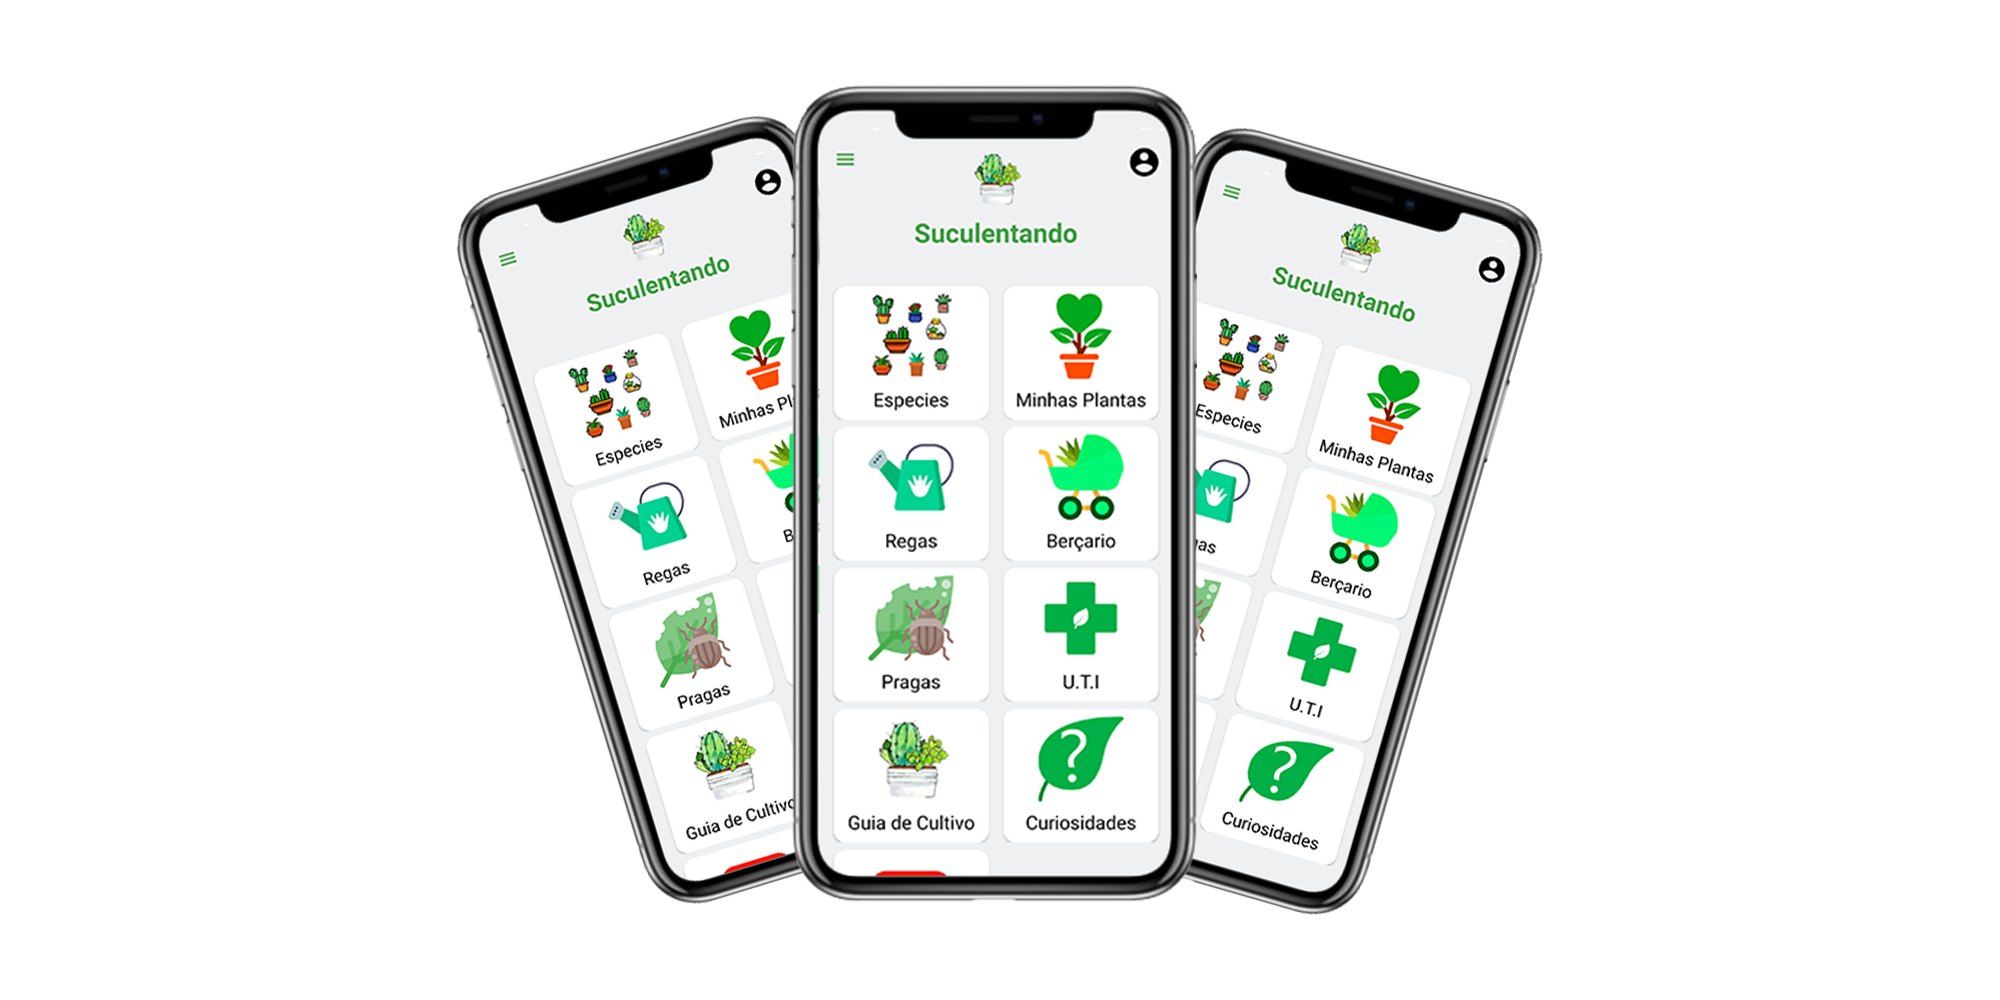 Suculentando
Especies
Minhas Pl
Regas
B
Pragas
Guia de Cultivo
Suculentando
Especies
Minhas Plantas
Regas
Berçario
Pragas
U.T.I
Guia de Cultivo
?
Curiosidades
Suculentando
Especies
Minhas Plantas
as
Berçario
U.T.I
?
Curiosidades